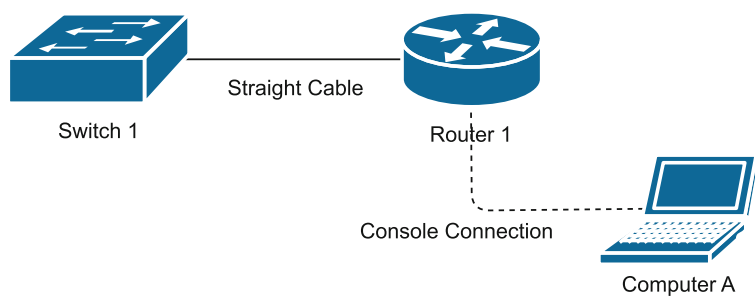 Straight Cable
Switch 1
Router 1
Console Connection
Computer A